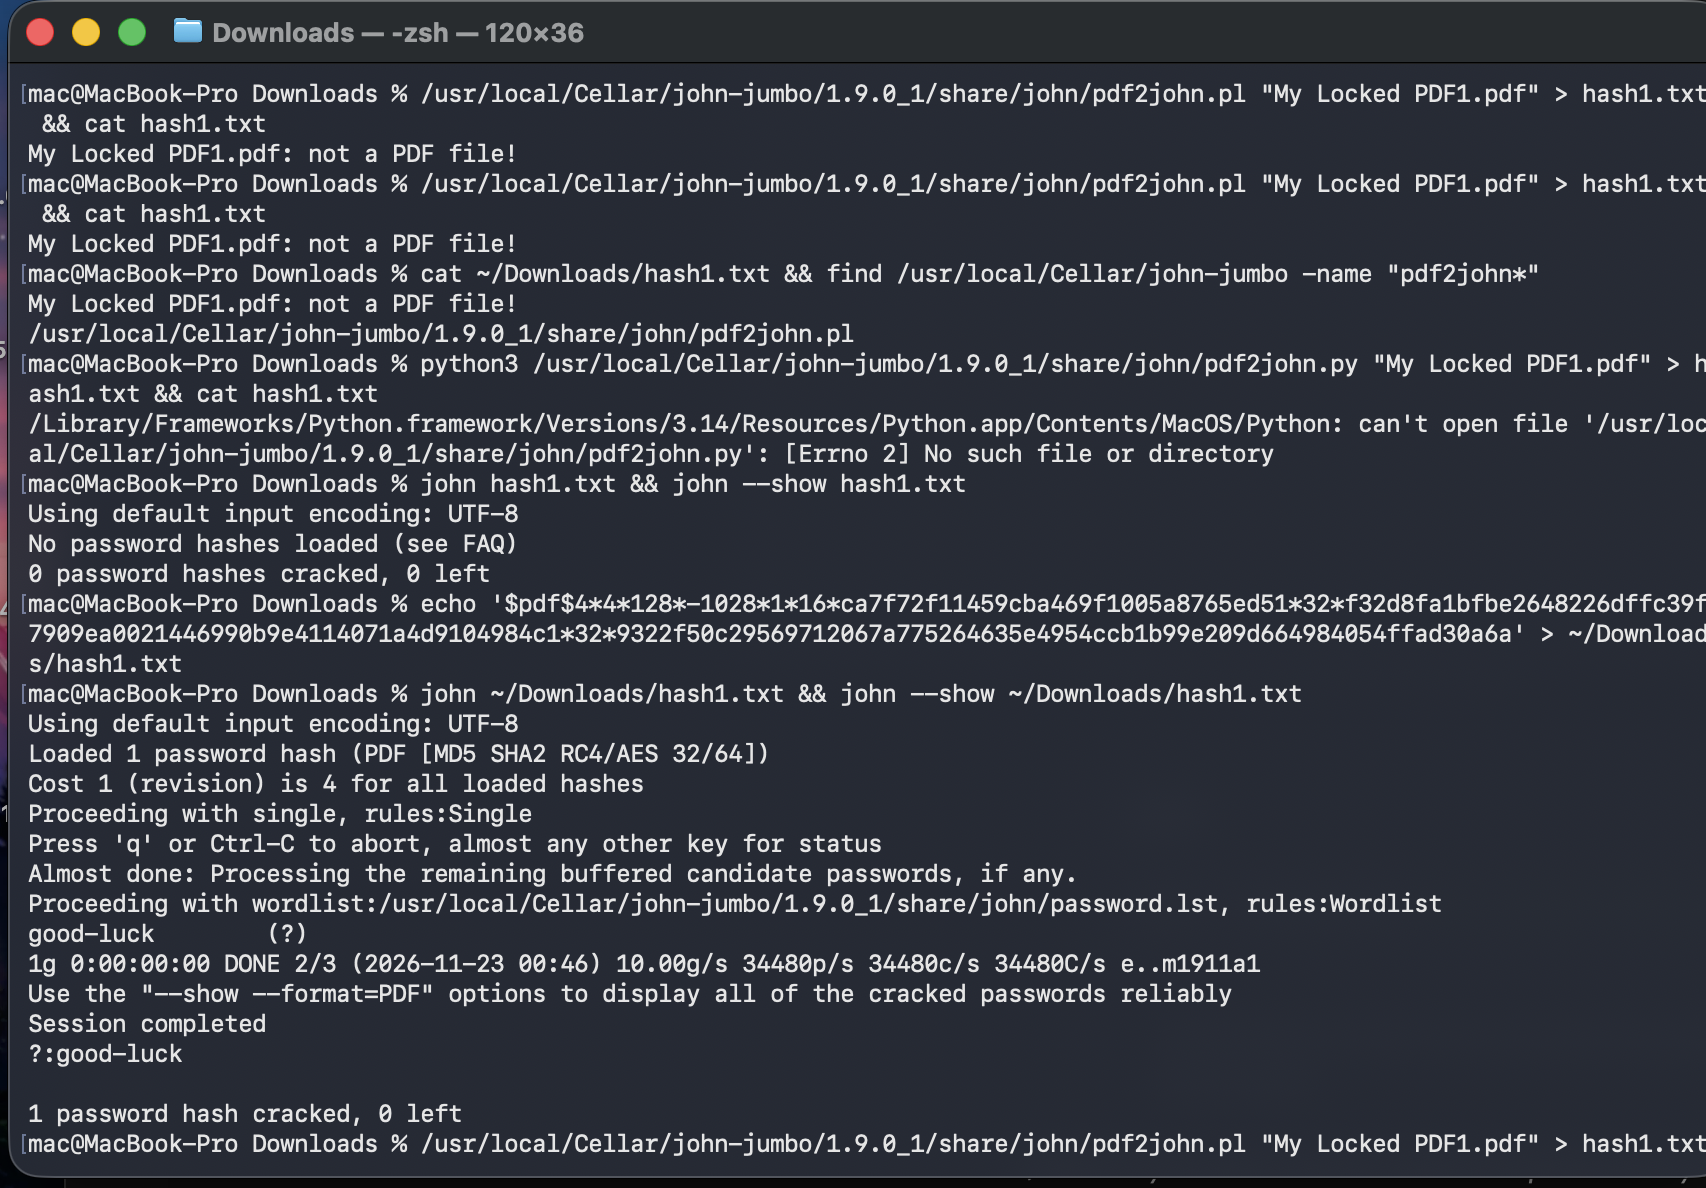 Downloads — -zsh — 120×36
[mac@MacBook-Pro Downloads % /usr/local/Cellar/john-jumbo/1.9.0_1/share/john/pdf2john.pl "My Locked PDF1.pdf" > hash1.txt
 && cat hash1.txt
My Locked PDF1.pdf: not a PDF file!
[mac@MacBook-Pro Downloads % /usr/local/Cellar/john-jumbo/1.9.0_1/share/john/pdf2john.pl "My Locked PDF1.pdf" > hash1.txt
 && cat hash1.txt
My Locked PDF1.pdf: not a PDF file!
[mac@MacBook-Pro Downloads % cat ~/Downloads/hash1.txt && find /usr/local/Cellar/john-jumbo -name "pdf2john*"
My Locked PDF1.pdf: not a PDF file!
/usr/local/Cellar/john-jumbo/1.9.0_1/share/john/pdf2john.pl
[mac@MacBook-Pro Downloads % python3 /usr/local/Cellar/john-jumbo/1.9.0_1/share/john/pdf2john.py "My Locked PDF1.pdf" > h
ash1.txt && cat hash1.txt
/Library/Frameworks/Python.framework/Versions/3.14/Resources/Python.app/Contents/MacOS/Python: can't open file '/usr/loc
al/Cellar/john-jumbo/1.9.0_1/share/john/pdf2john.py': [Errno 2] No such file or directory
[mac@MacBook-Pro Downloads % john hash1.txt && john --show hash1.txt
Using default input encoding: UTF-8
No password hashes loaded (see FAQ)
0 password hashes cracked, 0 left
[mac@MacBook-Pro Downloads % echo '$pdf$4*4*128*-1028*1*16*ca7f72f11459cba469f1005a8765ed51*32*f32d8fa1bfbe2648226dffc39f
7909ea0021446990b9e4114071a4d9104984c1*32*9322f50c29569712067a775264635e4954ccb1b99e209d664984054ffad30a6a' > ~/Download
s/hash1.txt
[mac@MacBook-Pro Downloads % john ~/Downloads/hash1.txt && john --show ~/Downloads/hash1.txt
Using default input encoding: UTF-8
Loaded 1 password hash (PDF [MD5 SHA2 RC4/AES 32/64])
Cost 1 (revision) is 4 for all loaded hashes
Proceeding with single, rules:Single
Press 'q' or Ctrl-C to abort, almost any other key for status
Almost done: Processing the remaining buffered candidate passwords, if any.
Proceeding with wordlist:/usr/local/Cellar/john-jumbo/1.9.0_1/share/john/password.lst, rules:Wordlist
good-luck        (?)
1g 0:00:00:00 DONE 2/3 (2026-11-23 00:46) 10.00g/s 34480p/s 34480c/s 34480C/s e..m1911a1
Use the "--show --format=PDF" options to display all of the cracked passwords reliably
Session completed
?:good-luck
1 password hash cracked, 0 left
[mac@MacBook-Pro Downloads % /usr/local/Cellar/john-jumbo/1.9.0_1/share/john/pdf2john.pl "My Locked PDF1.pdf" > hash1.txt